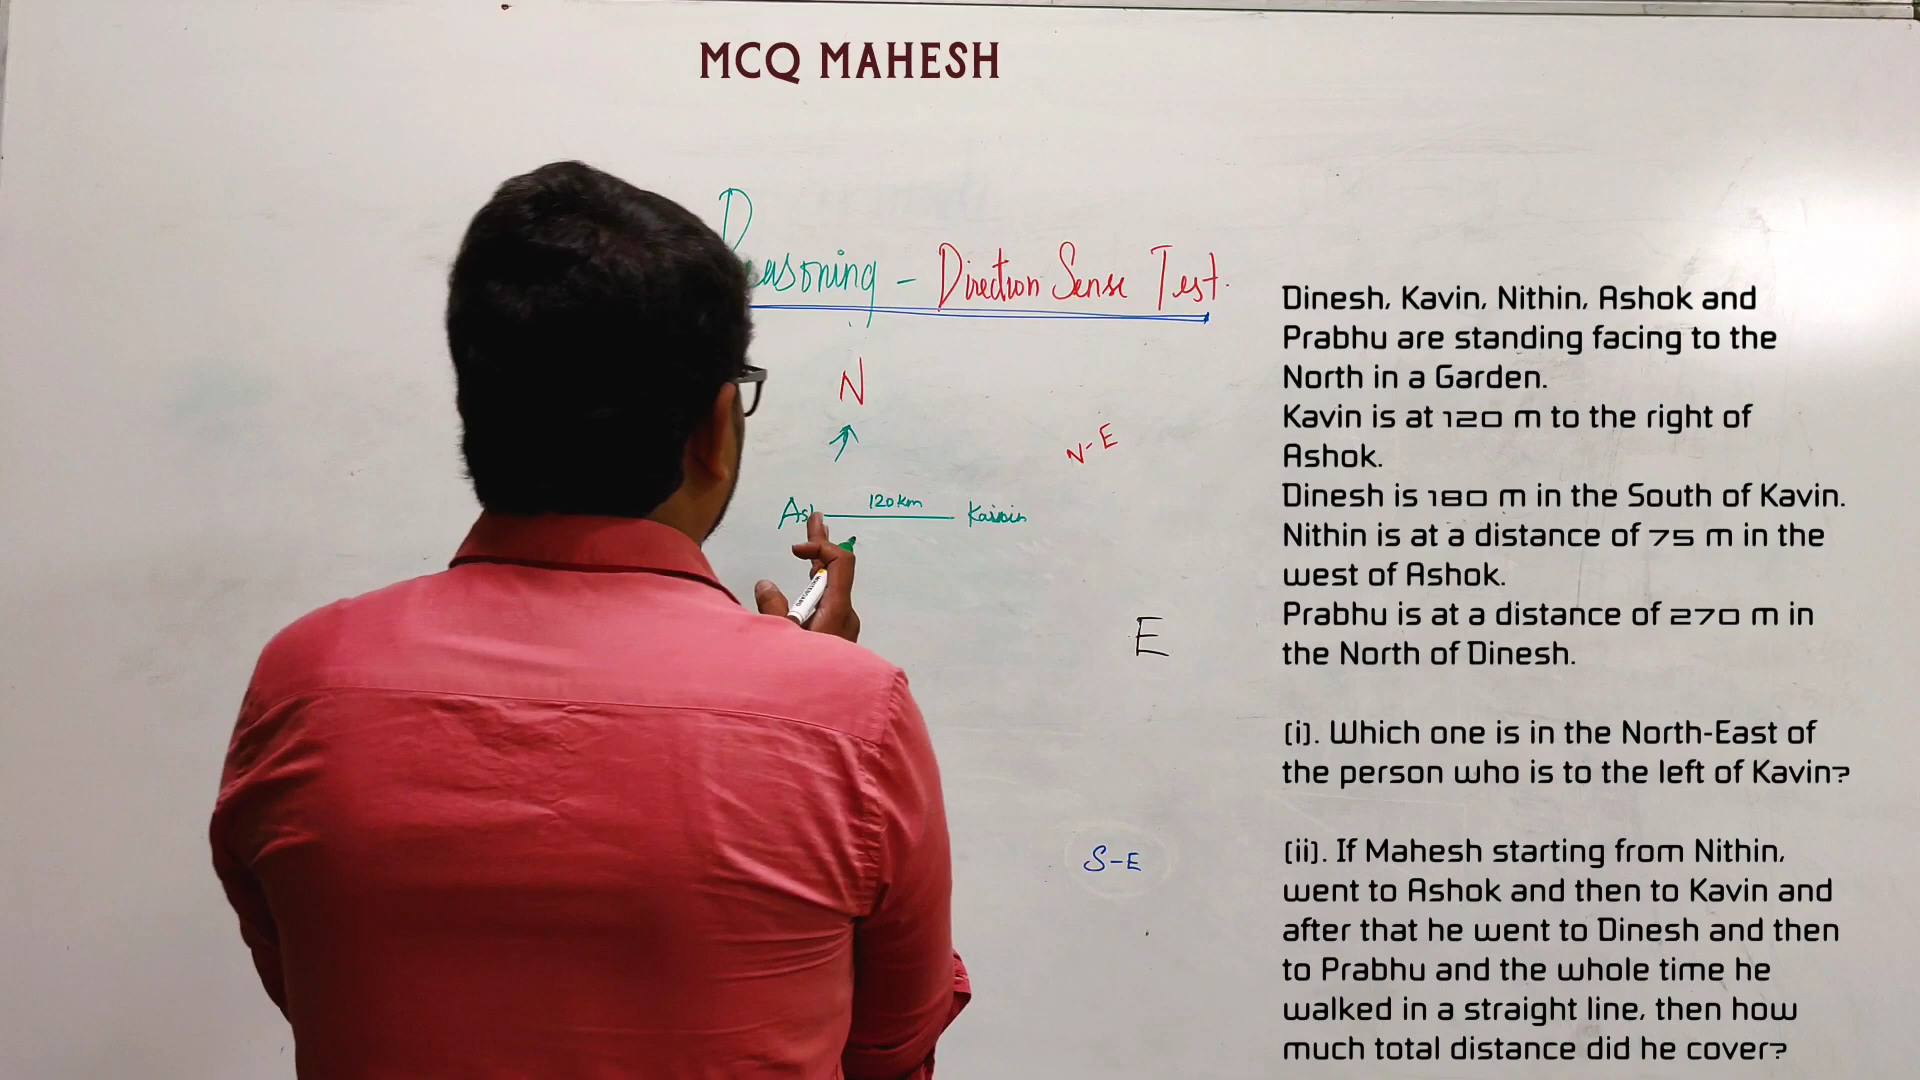 MCQ MAHESH
Reasoning - Direction Sense Test.
N
N-E
120km
Kavin
E
S-E
Dinesh, Kavin, Nithin, Ashok and
Prabhu are standing facing to the
North in a Garden.
Kavin is at 120 m to the right of
Ashok.
Dinesh is 180 m in the South of Kavin.
Nithin is at a distance of 75 m in the
west of Ashok.
Prabhu is at a distance of 270 m in
the North of Dinesh.
(i). Which one is in the North-East of
the person who is to the left of Kavin?
(ii). If Mahesh starting from Nithin,
went to Ashok and then to Kavin and
after that he went to Dinesh and then
to Prabhu and the whole time he
walked in a straight line, then how
much total distance did he cover?